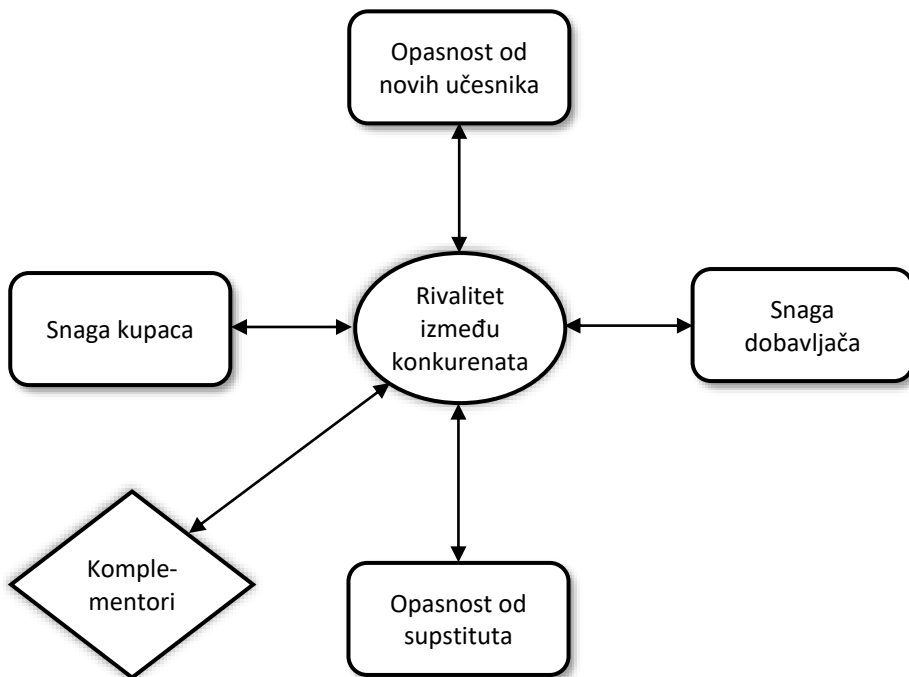 Opasnost od
novih učesnika
Snaga kupaca
Rivalitet
između
konkurenata
Snaga
dobavljača
Komple-
mentori
Opasnost od
supstituta